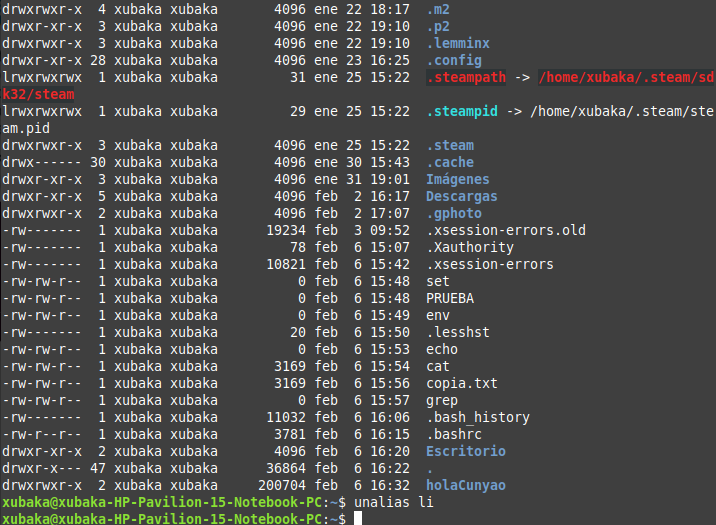 drwxrwxr-x  4 xubaka xubaka       4096 ene 22 18:17  .m2
drwxr-xr-x  3 xubaka xubaka       4096 ene 22 19:10  .p2
drwxrwxr-x  3 xubaka xubaka       4096 ene 22 19:10  .lemminx
drwxr-xr-x 28 xubaka xubaka       4096 ene 23 16:25  .config
lrwxrwxrwx  1 xubaka xubaka         31 ene 25 15:22  .steampath -> /home/xubaka/.steam/sd
k32/steam
lrwxrwxrwx  1 xubaka xubaka         29 ene 25 15:22  .steampid -> /home/xubaka/.steam/ste
am.pid
drwxrwxr-x  3 xubaka xubaka       4096 ene 25 15:22  .steam
drwx------ 30 xubaka xubaka       4096 ene 30 15:43  .cache
drwxr-xr-x  3 xubaka xubaka       4096 ene 31 19:01  Imágenes
drwxr-xr-x  5 xubaka xubaka       4096 feb  2 16:17  Descargas
drwxrwxr-x  2 xubaka xubaka       4096 feb  2 17:07  .gphoto
-rw-------  1 xubaka xubaka      19234 feb  3 09:52  .xsession-errors.old
-rw-------  1 xubaka xubaka         78 feb  6 15:07  .Xauthority
-rw-------  1 xubaka xubaka      10821 feb  6 15:42  .xsession-errors
-rw-rw-r--  1 xubaka xubaka          0 feb  6 15:48  set
-rw-rw-r--  1 xubaka xubaka          0 feb  6 15:48  PRUEBA
-rw-rw-r--  1 xubaka xubaka          0 feb  6 15:49  env
-rw-------  1 xubaka xubaka         20 feb  6 15:50  .lesshst
-rw-rw-r--  1 xubaka xubaka          0 feb  6 15:53  echo
-rw-rw-r--  1 xubaka xubaka       3169 feb  6 15:54  cat
-rw-rw-r--  1 xubaka xubaka       3169 feb  6 15:56  copia.txt
-rw-rw-r--  1 xubaka xubaka          0 feb  6 15:57  grep
-rw-------  1 xubaka xubaka      11032 feb  6 16:06  .bash_history
-rw-r--r--  1 xubaka xubaka       3781 feb  6 16:15  .bashrc
drwxr-xr-x  2 xubaka xubaka       4096 feb  6 16:20  Escritorio
drwxr-x--- 47 xubaka xubaka      36864 feb  6 16:22  .
drwxrwxr-x  2 xubaka xubaka     200704 feb  6 16:32  holaCunyao
xubaka@xubaka-HP-Pavilion-15-Notebook-PC:~$ unalias li
xubaka@xubaka-HP-Pavilion-15-Notebook-PC:~$